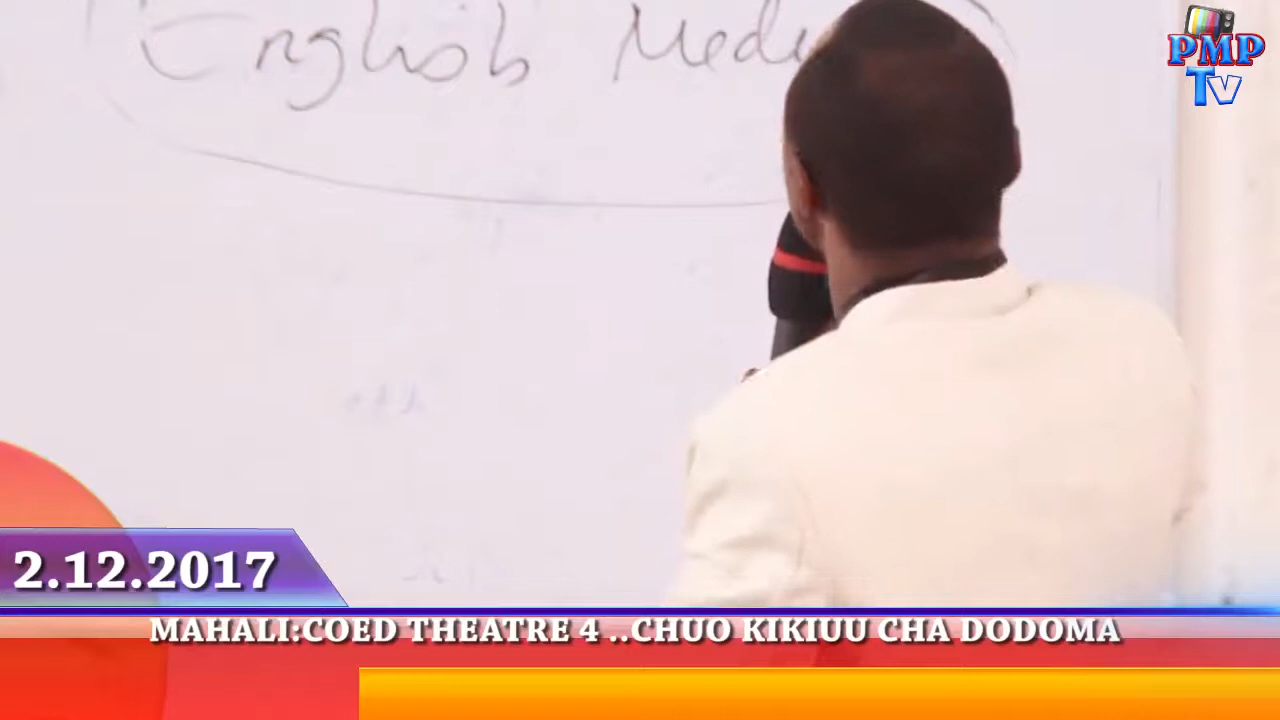 English
PMP
TV
2.12.2017
MAHALI:COED THEATRE 4 ..CHUO KIKIUU CHA DODOMA